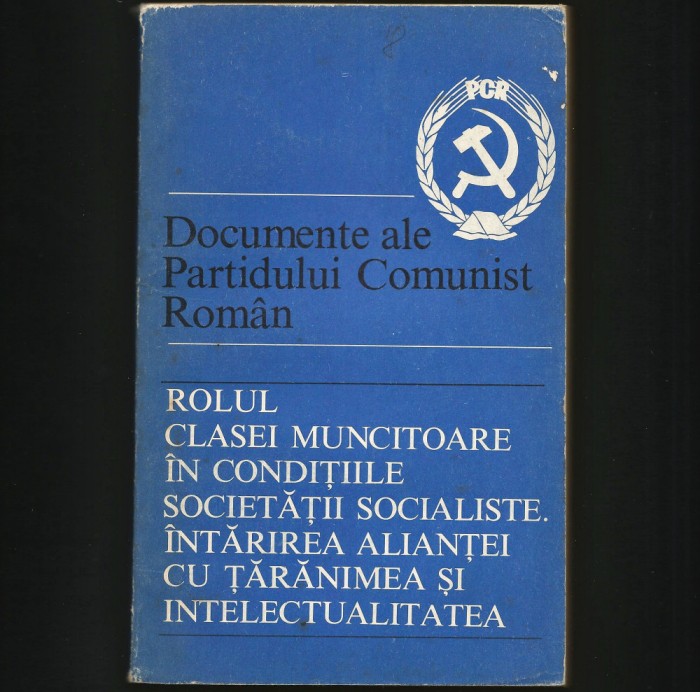 8
PCR
Documente ale
Partidului Comunist
Român
ROLUL
CLASEI MUNCITOARE
ÎN CONDIȚIILE
SOCIETĂȚII SOCIALISTE.
ÎNTĂRIREA ALIANȚEI
CU ȚĂRĂNIMEA ȘI
INTELECTUALITATEA